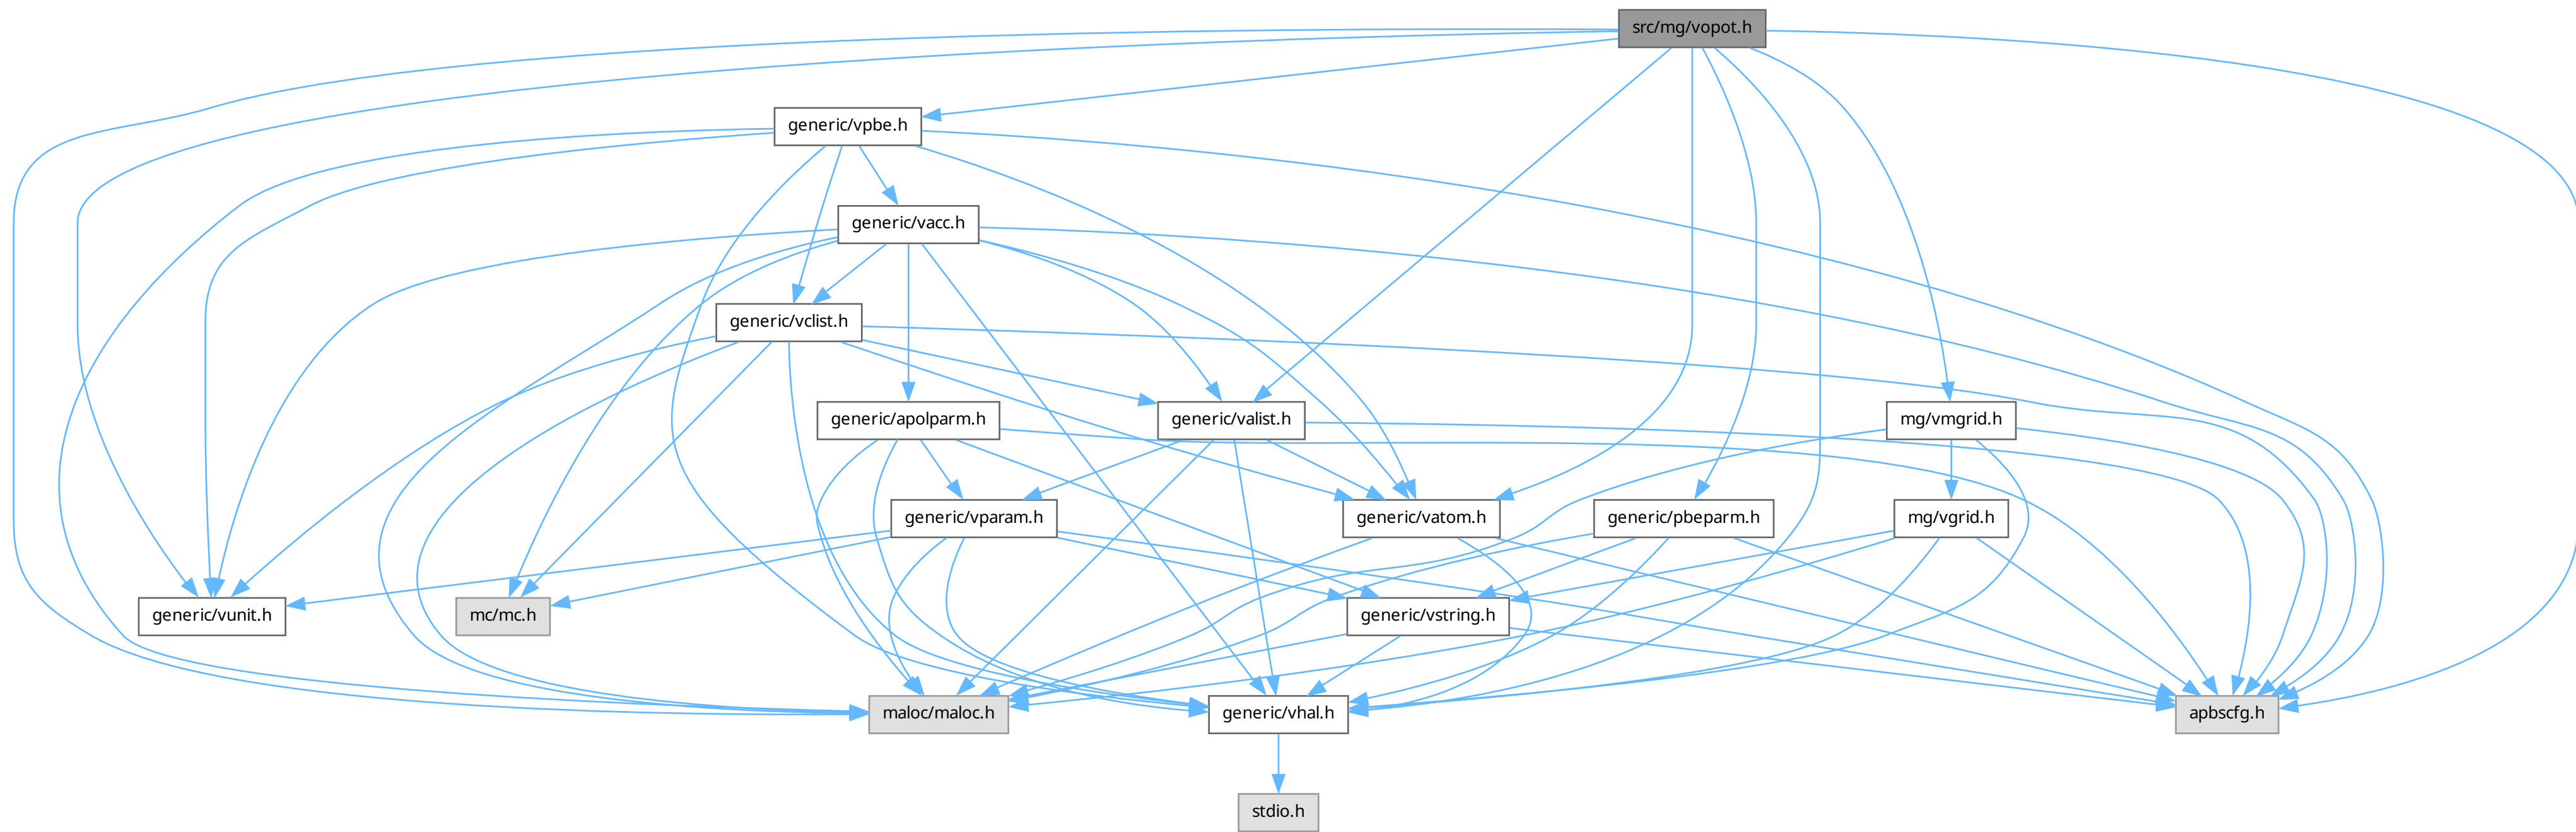 src/mg/vopot.h
generic/vpbe.h
generic/vacc.h
generic/vclist.h
generic/apolparm.h
generic/valist.h
mg/vmgrid.h
generic/vparam.h
generic/vatom.h
generic/pbeparm.h
mg/vgrid.h
generic/vunit.h
mc/mc.h
generic/vstring.h
maloc/maloc.h
generic/vhal.h
apbscfg.h
stdio.h